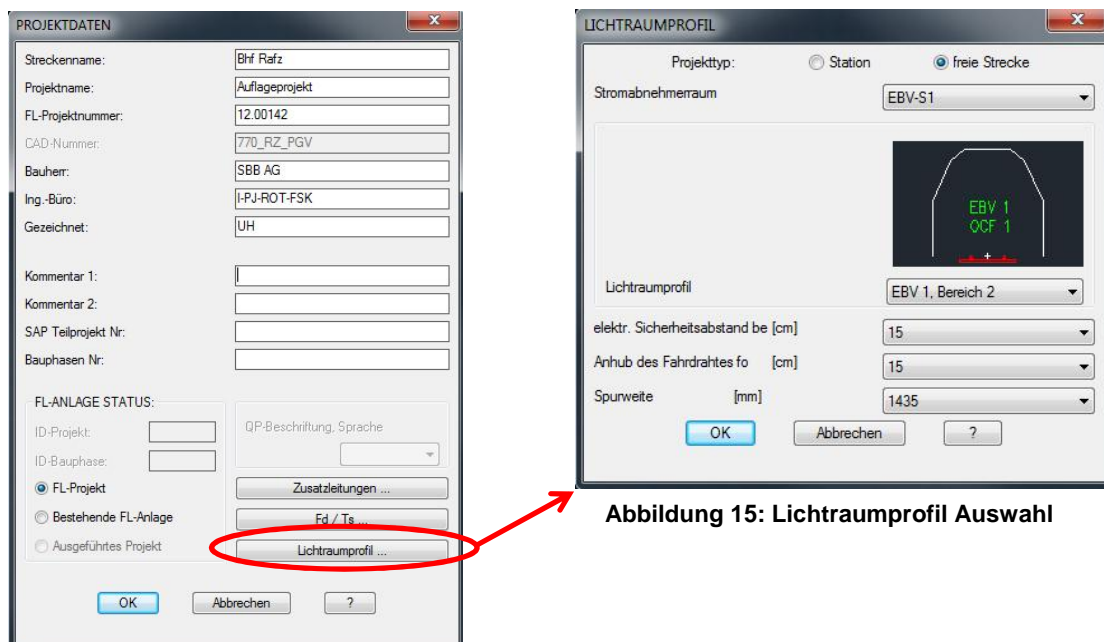 PROJEKTDATEN
Streckenname: Bhf Rafz
Projektname: Auflageprojekt
FL-Projektnummer: 12.00142
CAD-Nummer: 770_RZ_PGV
Bauherr: SBB AG
Ing.-Büro: I-PJ-ROT-FSK
Gezeichnet: UH
Kommentar 1:
Kommentar 2:
SAP Teilprojekt Nr:
Bauphasen Nr:
FL-ANLAGE STATUS:
ID-Projekt:
ID-Bauphase:
QP-Beschriftung, Sprache
FL-Projekt
Bestehende FL-Anlage
Ausgeführtes Projekt
Zusatzleitungen ...
Fd / Ts ...
Lichtraumprofil ...
OK Abbrechen ?
LICHTRAUMPROFIL
Projekttyp: Station freie Strecke
Stromabnehmerraum EBV-S1
EBV 1
OCF 1
Lichtraumprofil EBV 1, Bereich 2
elektr. Sicherheitsabstand be [cm] 15
Anhub des Fahrdrahtes fo [cm] 15
Spurweite [mm] 1435
OK Abbrechen ?
Abbildung 15: Lichtraumprofil Auswahl